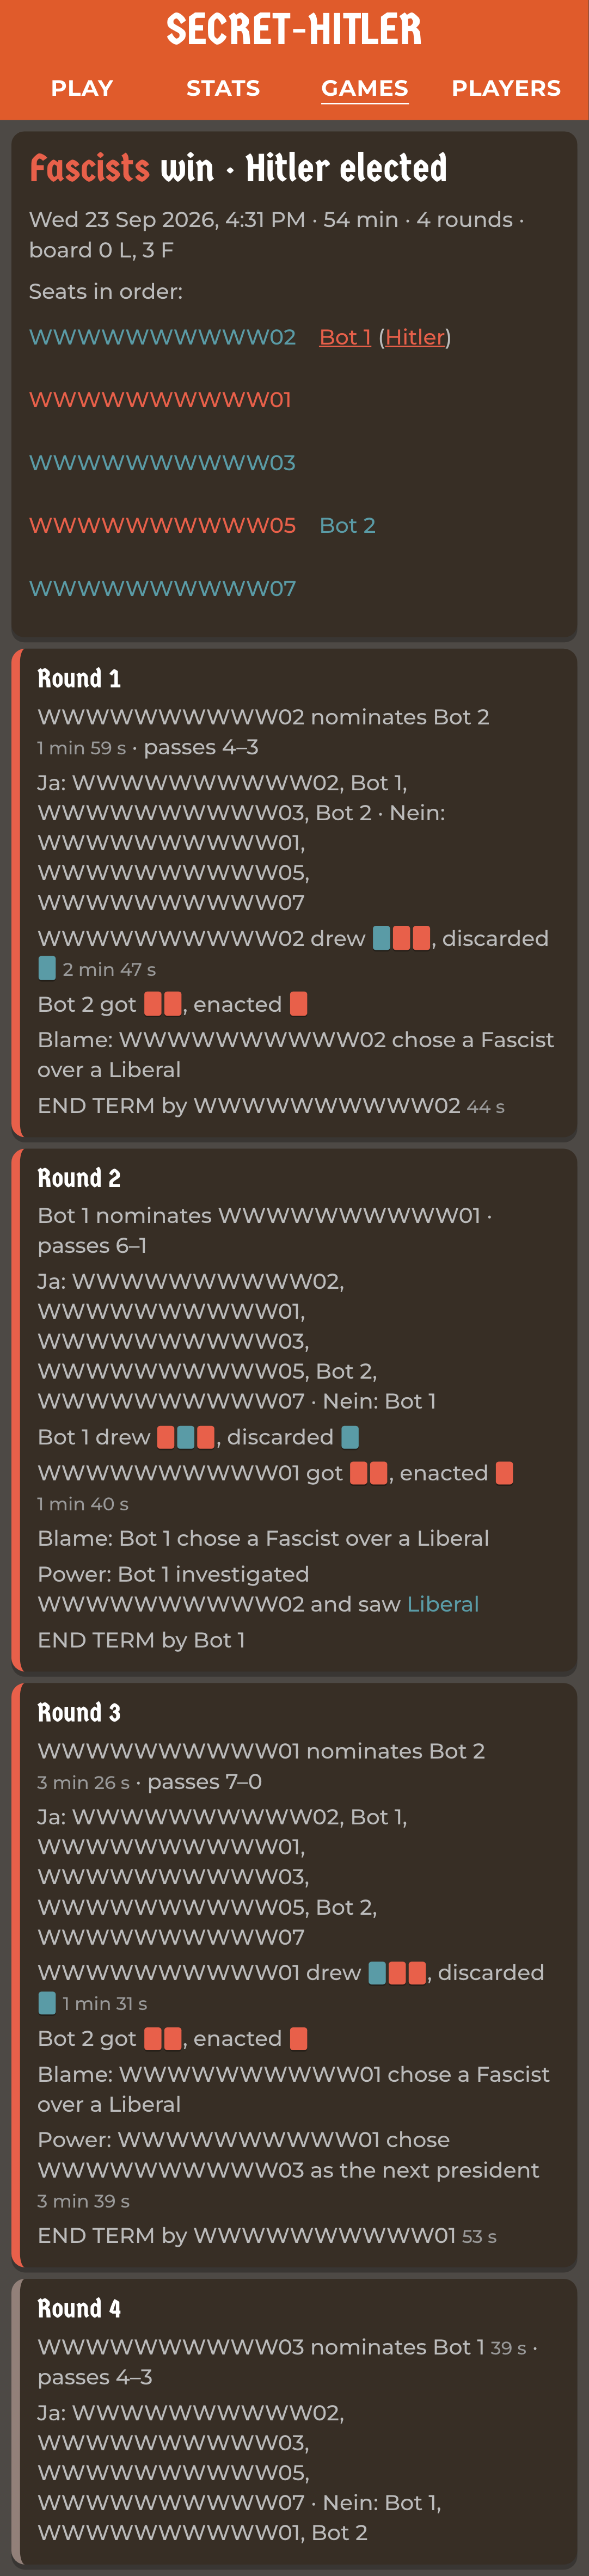 SECRET-HITLER
PLAY STATS GAMES PLAYERS
Fascists win · Hitler elected
Wed 23 Sep 2026, 4:31 PM · 54 min · 4 rounds ·
board 0 L, 3 F
Seats in order:
WWWWWWWWWWW02 Bot 1 (Hitler)
WWWWWWWWWWW01
WWWWWWWWWWW03
WWWWWWWWWWW05 Bot 2
WWWWWWWWWWW07
Round 1
WWWWWWWWWWW02 nominates Bot 2
1 min 59 s · passes 4–3
Ja: WWWWWWWWWWW02, Bot 1,
WWWWWWWWWWW03, Bot 2 · Nein:
WWWWWWWWWWW01,
WWWWWWWWWWW05,
WWWWWWWWWWW07
WWWWWWWWWWW02 drew , discarded
2 min 47 s
Bot 2 got , enacted
Blame: WWWWWWWWWWW02 chose a Fascist
over a Liberal
END TERM by WWWWWWWWWWW02 44 s
Round 2
Bot 1 nominates WWWWWWWWWWW01 ·
passes 6–1
Ja: WWWWWWWWWWW02,
WWWWWWWWWWW01,
WWWWWWWWWWW03,
WWWWWWWWWWW05, Bot 2,
WWWWWWWWWWW07 · Nein: Bot 1
Bot 1 drew , discarded
WWWWWWWWWWW01 got , enacted
1 min 40 s
Blame: Bot 1 chose a Fascist over a Liberal
Power: Bot 1 investigated
WWWWWWWWWWW02 and saw Liberal
END TERM by Bot 1
Round 3
WWWWWWWWWWW01 nominates Bot 2
3 min 26 s · passes 7–0
Ja: WWWWWWWWWWW02, Bot 1,
WWWWWWWWWWW01,
WWWWWWWWWWW03,
WWWWWWWWWWW05, Bot 2,
WWWWWWWWWWW07
WWWWWWWWWWW01 drew , discarded
1 min 31 s
Bot 2 got , enacted
Blame: WWWWWWWWWWW01 chose a Fascist
over a Liberal
Power: WWWWWWWWWWW01 chose
WWWWWWWWWWW03 as the next president
3 min 39 s
END TERM by WWWWWWWWWWW01 53 s
Round 4
WWWWWWWWWWW03 nominates Bot 1 39 s ·
passes 4–3
Ja: WWWWWWWWWWW02,
WWWWWWWWWWW03,
WWWWWWWWWWW05,
WWWWWWWWWWW07 · Nein: Bot 1,
WWWWWWWWWWW01, Bot 2